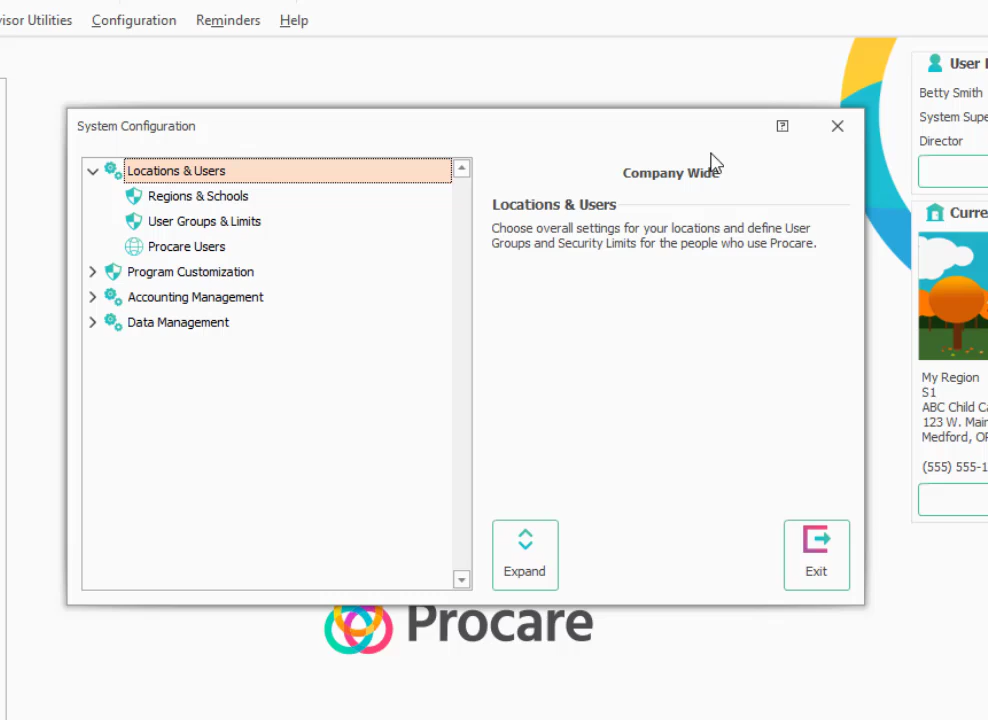 visor Utilities Configuration Reminders Help
System Configuration
Locations & Users
Regions & Schools
User Groups & Limits
Procare Users
Program Customization
Accounting Management
Data Management
Company Wide
Locations & Users
Choose overall settings for your locations and define User
Groups and Security Limits for the people who use Procare.
Expand
Exit
User
Betty Smith
System Supe
Director
Curre
My Region
S1
ABC Child Ca
123 W. Main
Medford, OR
(555) 555-1
Procare